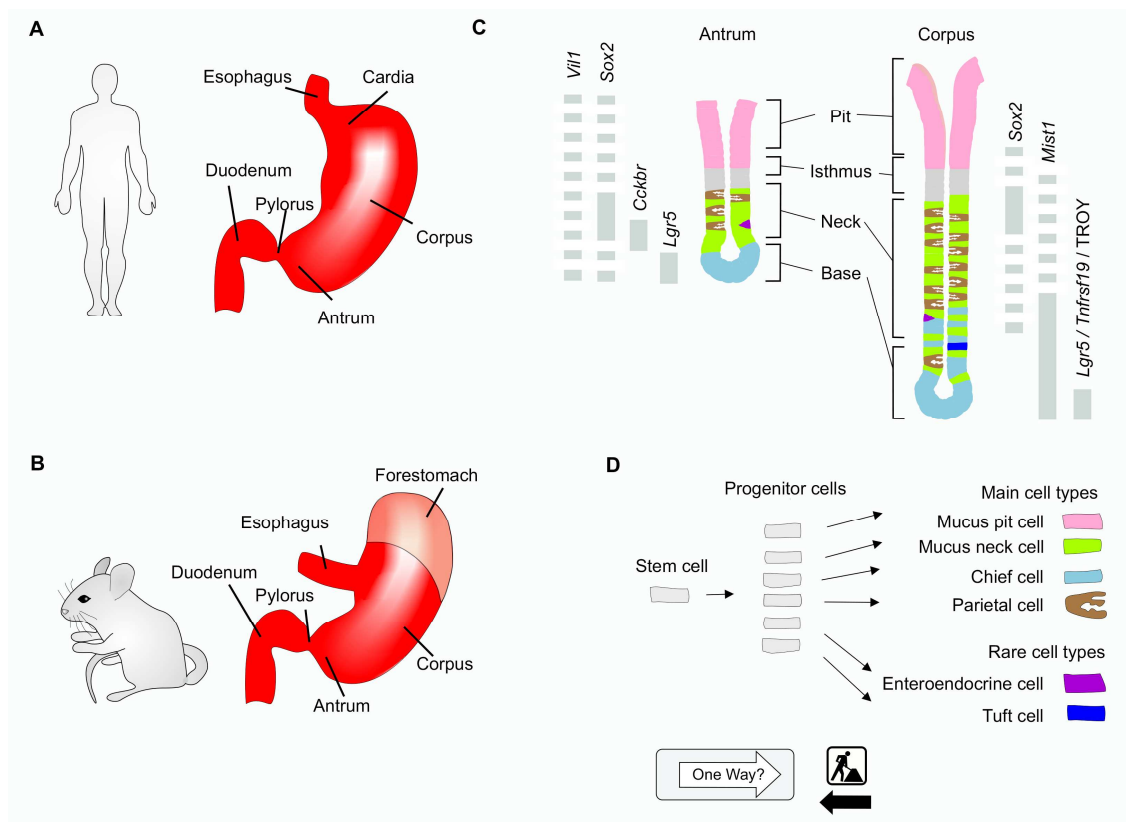 A
Esophagus
Cardia
Duodenum
Pylorus
Corpus
Antrum
B
Forestomach
Esophagus
Duodenum
Pylorus
Corpus
Antrum
C
Antrum
Corpus
Vil1
Sox2
Cckbr
Lgr5
Pit
Isthmus
Neck
Base
Sox2
Mist1
Lgr5 / Tnfrsf19 / TROY
D
Progenitor cells
Stem cell
Main cell types
Mucus pit cell
Mucus neck cell
Chief cell
Parietal cell
Rare cell types
Enteroendocrine cell
Tuft cell
One Way?